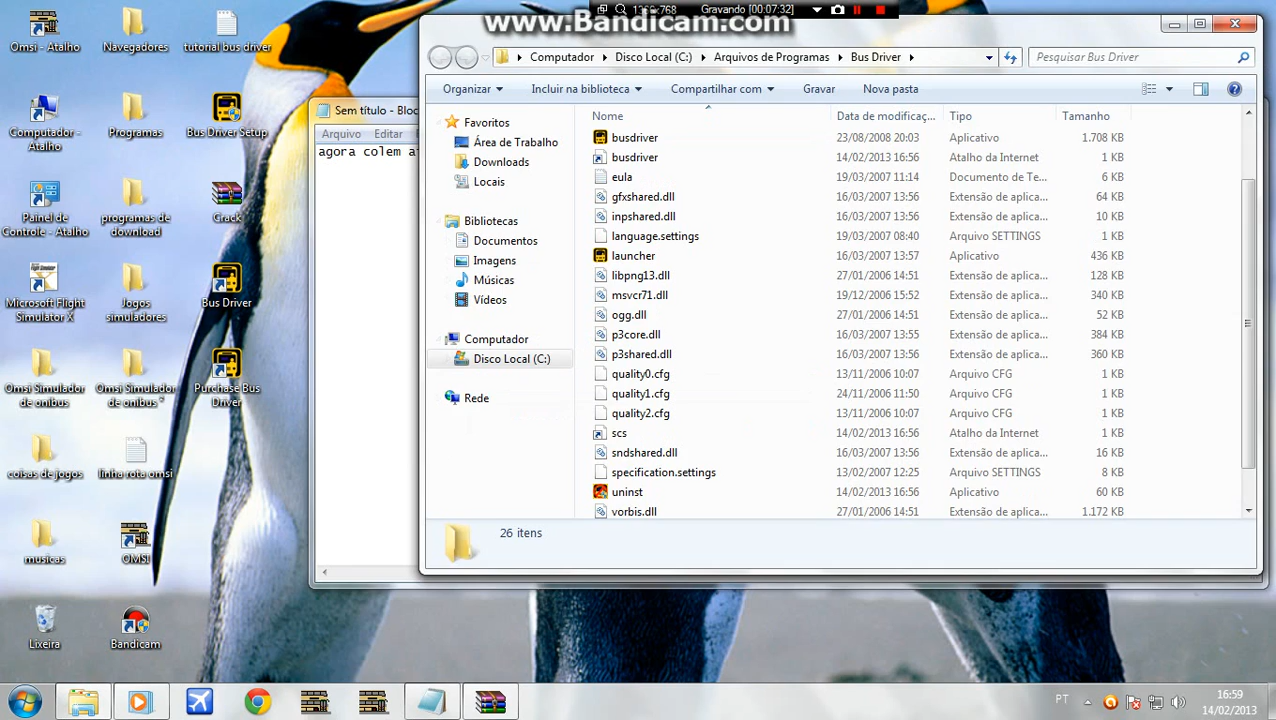 www.Bandicam.com
1366x768 Gravando [00:07:32]
Omsi - Atalho
Navegadores
tutorial bus driver
Computador - Atalho
Programas
Bus Driver Setup
Painel de Controle - Atalho
programas de download
Crack
Microsoft Flight Simulator X
Jogos simuladores
Bus Driver
Omsi Simulador de onibus
Omsi Simulador de onibus *
Purchase Bus Driver
coisas de jogos
linha rota omsi
musicas
OMSI
Lixeira
Bandicam
Sem título - Bloc
Arquivo Editar
agora colem a
Computador Disco Local (C:) Arquivos de Programas Bus Driver
Pesquisar Bus Driver
Organizar Incluir na biblioteca Compartilhar com Gravar Nova pasta
Favoritos
Área de Trabalho
Downloads
Locais
Bibliotecas
Documentos
Imagens
Músicas
Vídeos
Computador
Disco Local (C:)
Rede
Nome Data de modificaç... Tipo Tamanho
busdriver 23/08/2008 20:03 Aplicativo 1.708 KB
busdriver 14/02/2013 16:56 Atalho da Internet 1 KB
eula 19/03/2007 11:14 Documento de Te... 6 KB
gfxshared.dll 16/03/2007 13:56 Extensão de aplica... 64 KB
inpshared.dll 16/03/2007 13:56 Extensão de aplica... 10 KB
language.settings 19/03/2007 08:40 Arquivo SETTINGS 1 KB
launcher 16/03/2007 13:57 Aplicativo 436 KB
libpng13.dll 27/01/2006 14:51 Extensão de aplica... 128 KB
msvcr71.dll 19/12/2006 15:52 Extensão de aplica... 340 KB
ogg.dll 27/01/2006 14:51 Extensão de aplica... 52 KB
p3core.dll 16/03/2007 13:55 Extensão de aplica... 384 KB
p3shared.dll 16/03/2007 13:56 Extensão de aplica... 360 KB
quality0.cfg 13/11/2006 10:07 Arquivo CFG 1 KB
quality1.cfg 24/11/2006 11:50 Arquivo CFG 1 KB
quality2.cfg 13/11/2006 10:07 Arquivo CFG 1 KB
scs 14/02/2013 16:56 Atalho da Internet 1 KB
sndshared.dll 16/03/2007 13:56 Extensão de aplica... 16 KB
specification.settings 13/02/2007 12:25 Arquivo SETTINGS 8 KB
uninst 14/02/2013 16:56 Aplicativo 60 KB
vorbis.dll 27/01/2006 14:51 Extensão de aplica... 1.172 KB
26 itens
PT
16:59
14/02/2013